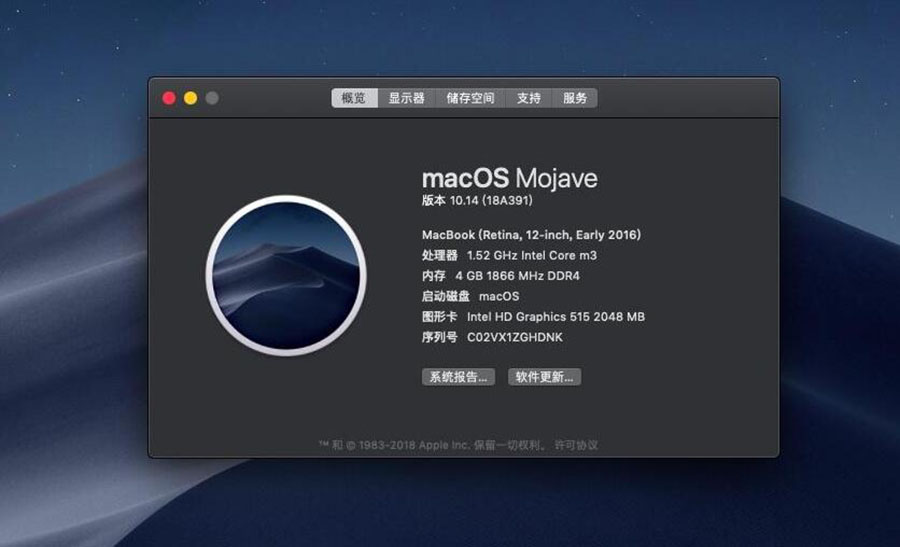 概览 显示器 储存空间 支持 服务
macOS Mojave
版本 10.14 (18A391)
MacBook (Retina, 12-inch, Early 2016)
处理器 1.52 GHz Intel Core m3
内存 4 GB 1866 MHz DDR4
启动磁盘 macOS
图形卡 Intel HD Graphics 515 2048 MB
序列号 C02VX1ZGHDNK
系统报告... 软件更新...
™ 和 © 1983-2018 Apple Inc. 保留一切权利。 许可协议